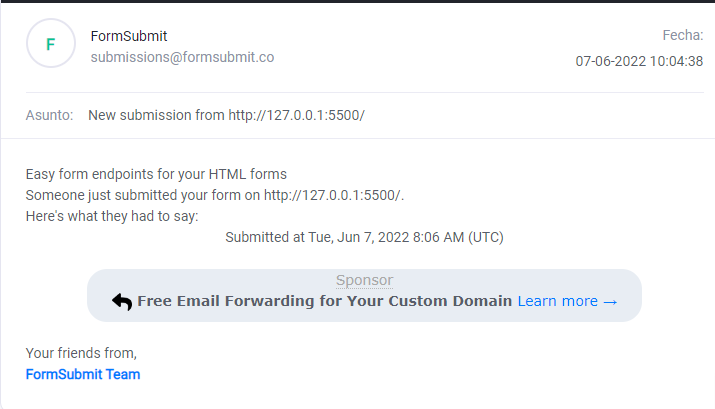 F
FormSubmit
submissions@formsubmit.co
Fecha:
07-06-2022 10:04:38
Asunto: New submission from http://127.0.0.1:5500/
Easy form endpoints for your HTML forms
Someone just submitted your form on http://127.0.0.1:5500/.
Here's what they had to say:
Submitted at Tue, Jun 7, 2022 8:06 AM (UTC)
Sponsor
Free Email Forwarding for Your Custom Domain Learn more →
Your friends from,
FormSubmit Team